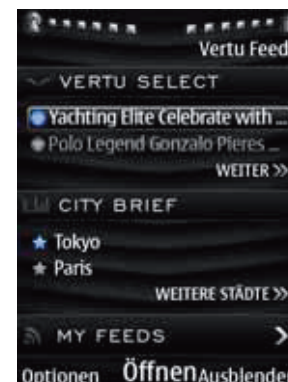 Vertu Feed
VERTU SELECT
Yachting Elite Celebrate with ...
Polo Legend Gonzalo Pieres ...
WEITER >>
CITY BRIEF
Tokyo
Paris
WEITERE STÄDTE >>
MY FEEDS
Optionen Öffnen Ausblenden